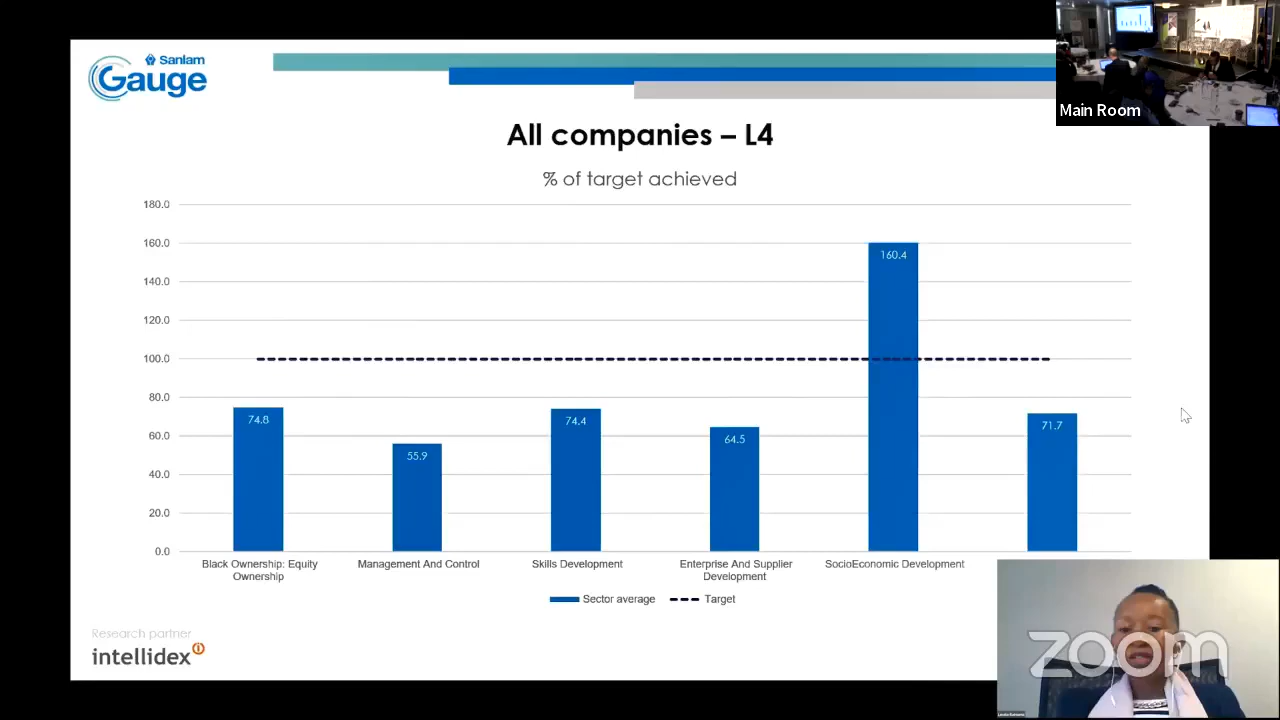 Sanlam
Gauge
Main Room
All companies – L4
% of target achieved
180.0
160.0
140.0
120.0
100.0
80.0
60.0
40.0
20.0
0.0
74.8
55.9
74.4
64.5
160.4
71.7
Black Ownership: Equity
Ownership
Management And Control
Skills Development
Enterprise And Supplier
Development
SocioEconomic Development
Sector average
Target
Research partner
intellidex
zoom